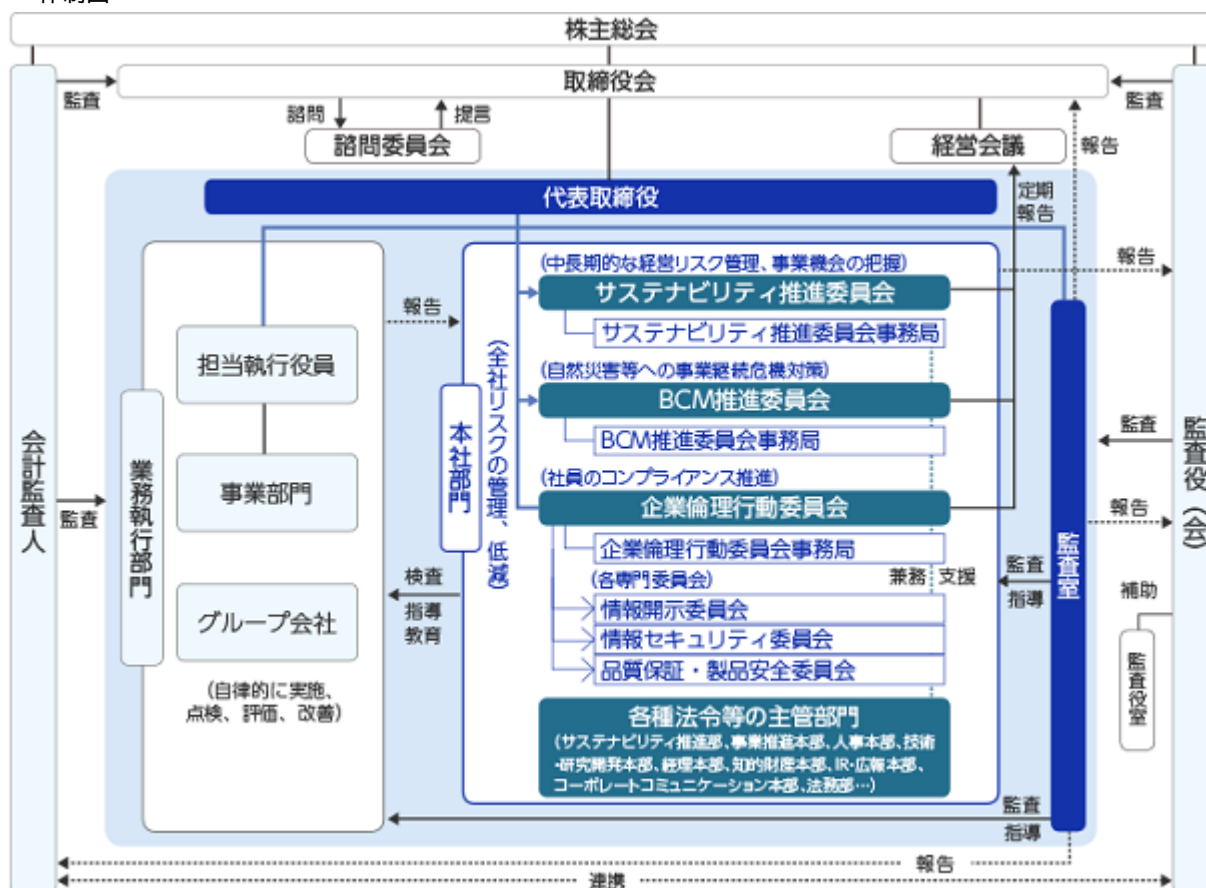 株主総会
取締役会
監査
監査
諮問
提言
諮問委員会
経営会議
報告
代表取締役
定期
報告
(中長期的な経営リスク管理、事業機会の把握)
サステナビリティ推進委員会
サステナビリティ推進委員会事務局
報告
報告
担当執行役員
(自然災害等への事業継続危機対策)
BCM推進委員会
BCM推進委員会事務局
(全社リスクの管理、低減)
本社部門
業務執行部門
会計監査人
監査
事業部門
(社員のコンプライアンス推進)
企業倫理行動委員会
企業倫理行動委員会事務局
(各専門委員会)
情報開示委員会
情報セキュリティ委員会
品質保証・製品安全委員会
兼務
支援
監査
報告
監査役(会)
監査室
監査
指導
補助
監査役室
検査
指導
教育
グループ会社
(自律的に実施、
点検、評価、改善)
各種法令等の主管部門
(サステナビリティ推進部、事業推進本部、人事本部、技術
・研究開発本部、経理本部、知的財産本部、IR・広報本部、
コーポレートコミュニケーション本部、法務部…)
監査
指導
報告
連携